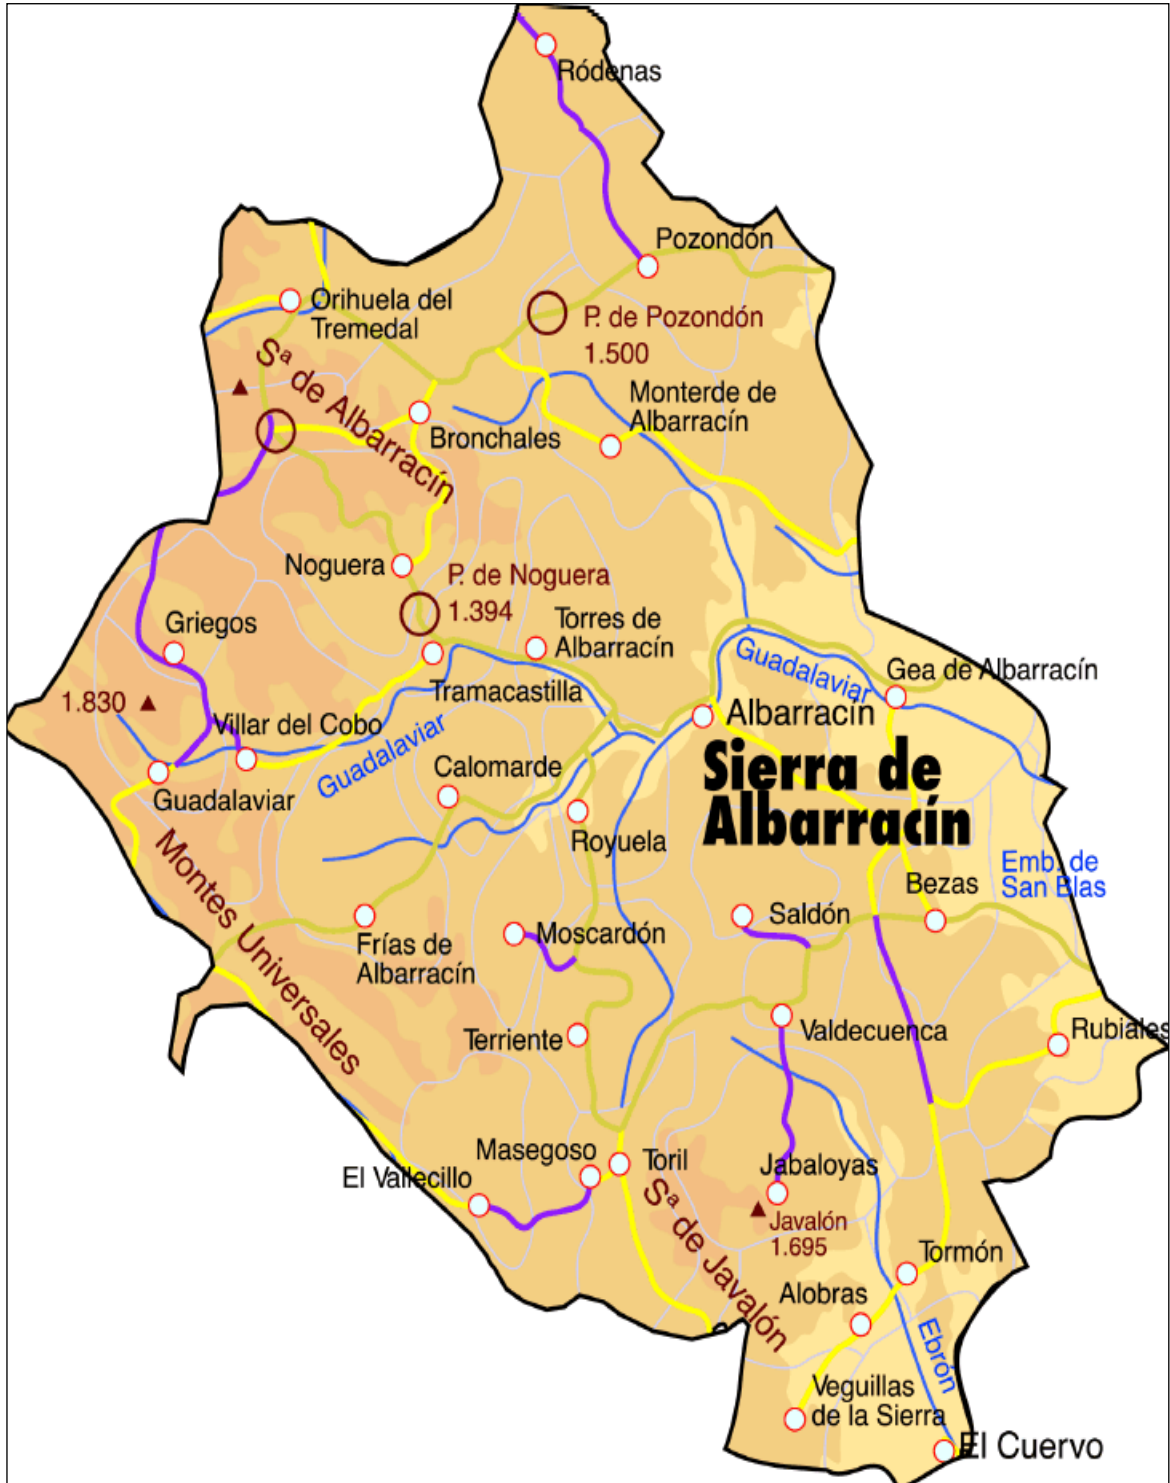 Ródenas
Pozondón
Orihuela del
Tremedal
P. de Pozondón
1.500
Sª de Albarracín
Monterde de
Albarracín
Bronchales
Noguera
P. de Noguera
1.394
Griegos
Torres de
Albarracín
Guadalaviar
Gea de Albarracín
1.830
Tramacastilla
Villar del Cobo
Albarracín
Guadalaviar
Sierra de
Albarracín
Calomarde
Guadalaviar
Royuela
Montes Universales
Emb. de
San Blas
Bezas
Saldón
Moscardón
Frías de
Albarracín
Terriente
Valdecuenca
Rubiales
Masegoso
Toril
Jabaloyas
El Vallecillo
Sª de Javalón
Javalón
1.695
Tormón
Alobras
Ebrón
Veguillas
de la Sierra
El Cuervo